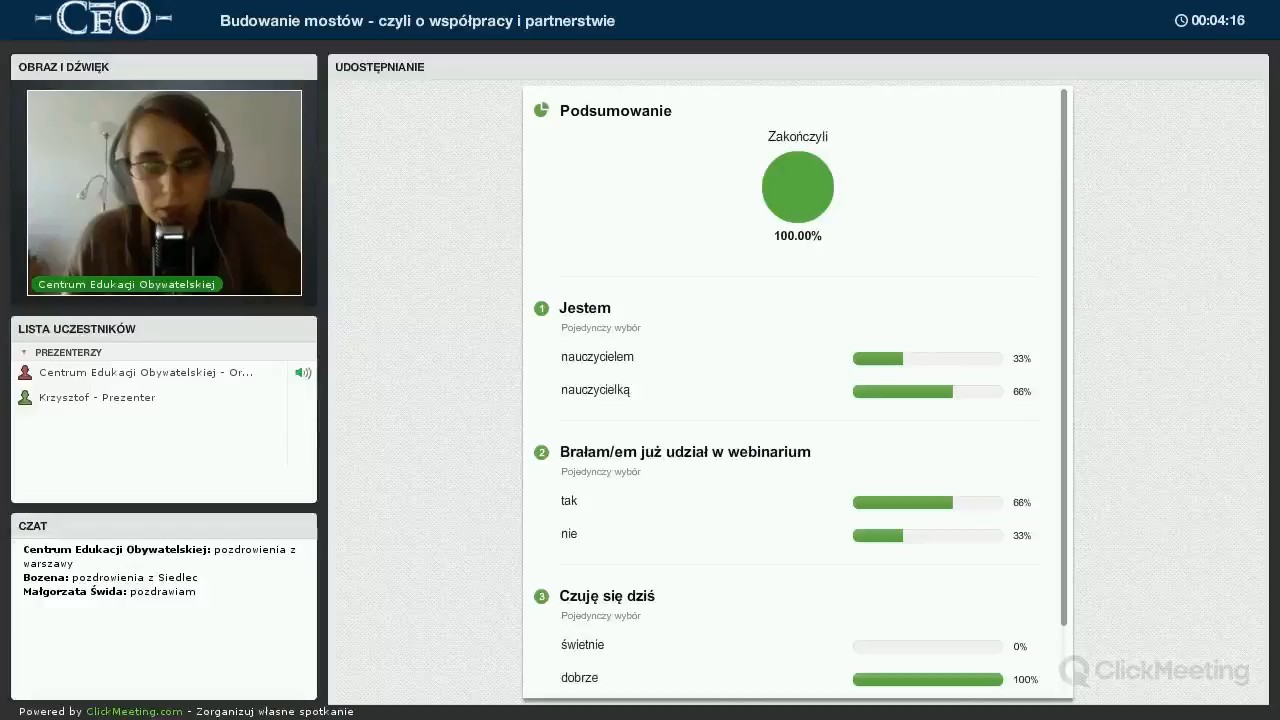 CEO
Budowanie mostów - czyli o współpracy i partnerstwie
00:04:16
OBRAZ I DŹWIĘK
Centrum Edukacji Obywatelskiej
LISTA UCZESTNIKÓW
PREZENTERZY
Centrum Edukacji Obywatelskiej - Or...
Krzysztof - Prezenter
CZAT
Centrum Edukacji Obywatelskiej: pozdrowienia z
warszawy
Bozena: pozdrowienia z Siedlec
Małgorzata Świda: pozdrawiam
UDOSTĘPNIANIE
Podsumowanie
Zakończyli
100.00%
1 Jestem
Pojedynczy wybór
nauczycielem 33%
nauczycielką 66%
2 Brałam/em już udział w webinarium
Pojedynczy wybór
tak 66%
nie 33%
3 Czuję się dziś
Pojedynczy wybór
świetnie 0%
dobrze 100%
ClickMeeting
Powered by ClickMeeting.com - Zorganizuj własne spotkanie